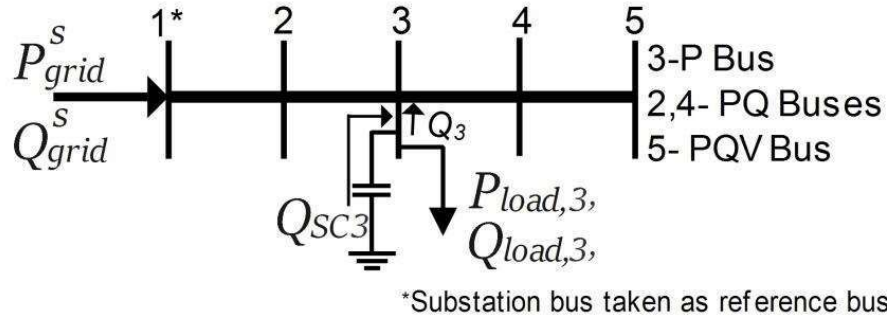 1* 2 3 4 5
P^s_grid
Q^s_grid
3-P Bus
2,4- PQ Buses
5- PQV Bus
Q_3
Q_SC3
P_load,3,
Q_load,3,
*Substation bus taken as reference bus